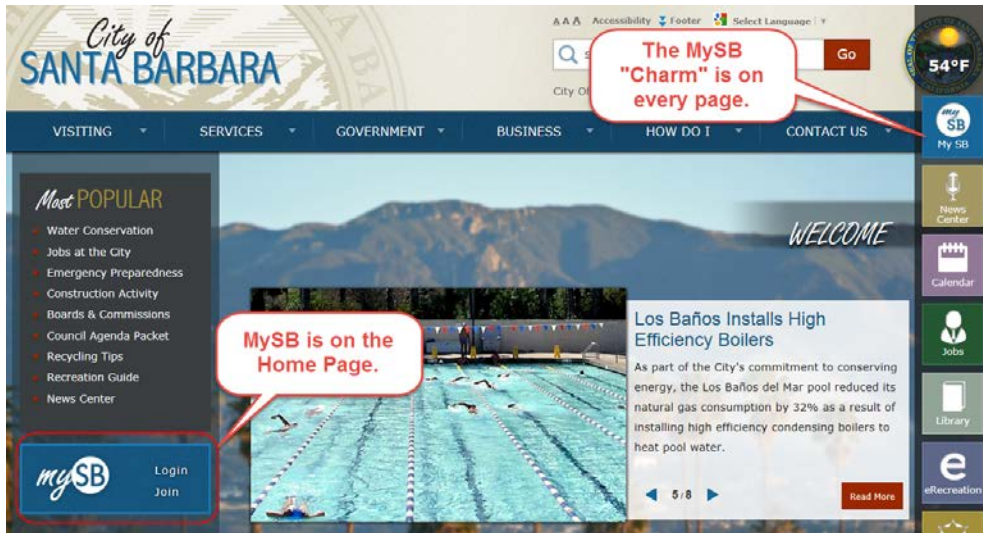 City of
SANTA BARBARA
A A A Accessibility Footer Select Language
Go
City Of
54°F
The MySB
"Charm" is on
every page.
VISITING SERVICES GOVERNMENT BUSINESS HOW DO I CONTACT US
my
SB
My SB
News
Center
Calendar
Jobs
Library
e
eRecreation
Most POPULAR
Water Conservation
Jobs at the City
Emergency Preparedness
Construction Activity
Boards & Commissions
Council Agenda Packet
Recycling Tips
Recreation Guide
News Center
WELCOME
MySB is on the
Home Page.
Los Baños Installs High
Efficiency Boilers
As part of the City's commitment to conserving
energy, the Los Baños del Mar pool reduced its
natural gas consumption by 32% as a result of
installing high efficiency condensing boilers to
heat pool water.
5/8
Read More
mySB
Login
Join